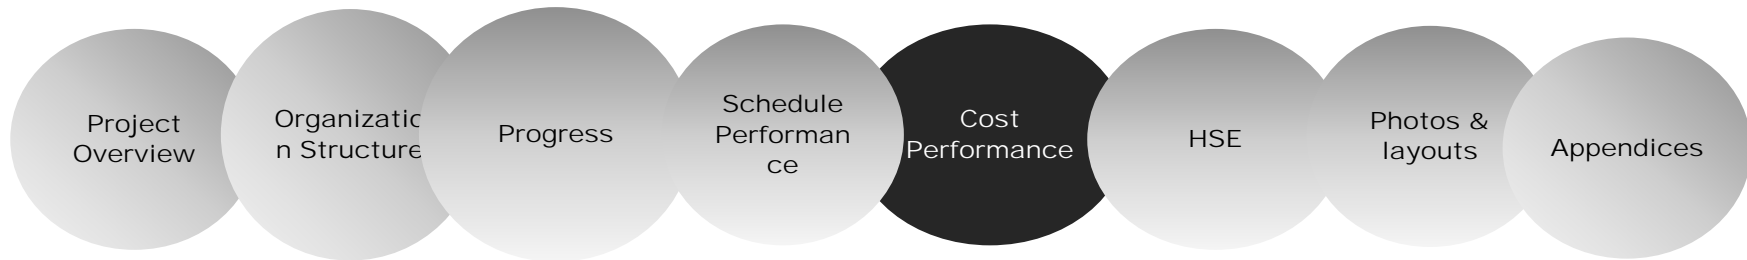 Project
Overview
Organizatio
n Structure
Progress
Schedule
Performan
ce
Cost
Performance
HSE
Photos &
layouts
Appendices